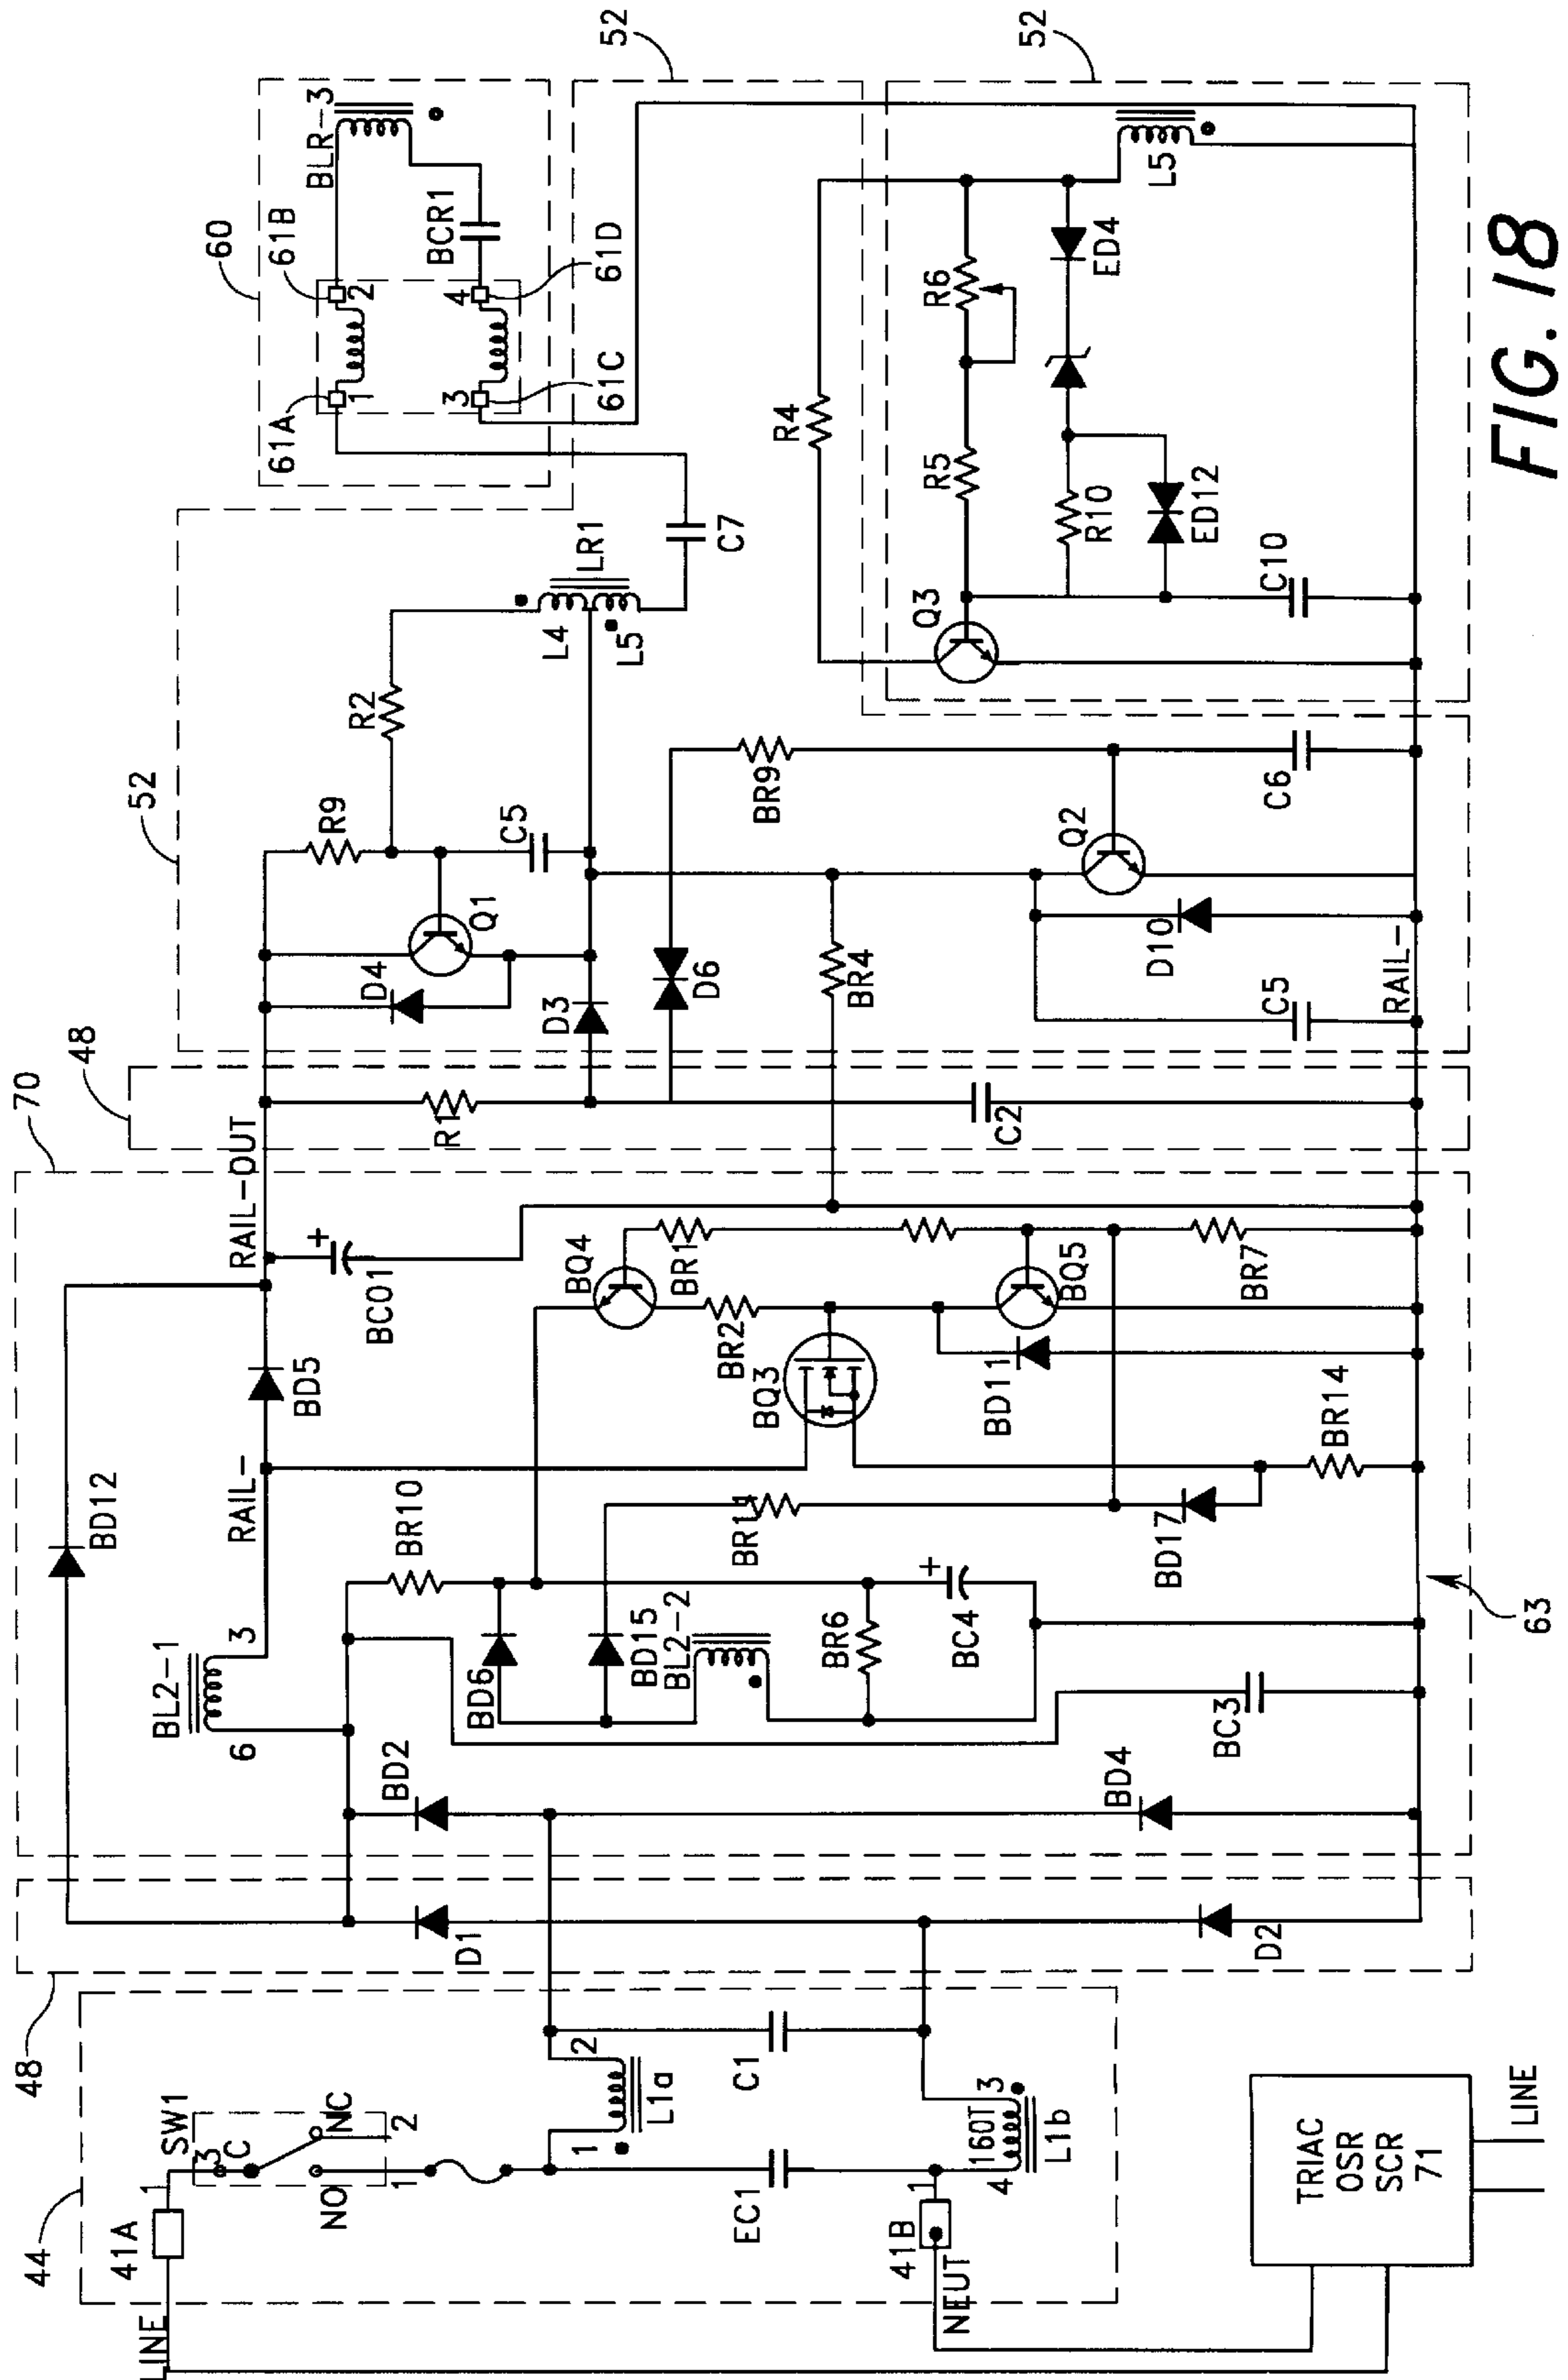 44
LINE
41A
1
SW1
3
C
NC
2
NO
1
EC1
1
2
L1a
C1
41B
1
NEUT
160T
4
3
L1b
TRIAC
OSR
SCR
71
LINE
48
D1
D2
70
BD12
BL2-1
6
3
RAIL-
BD5
RAIL-OUT
BD2
BD4
BR10
BD6
BD15
BL2-2
BR6
BC4
BC3
BR11
BD17
BR14
BQ3
BD11
BR2
BQ4
BR1
BQ5
BR7
+
BC01
+
63
48
R1
C2
52
R9
D4
Q1
C5
D3
R2
L4
L5
LR1
C7
D6
BR4
BR9
Q2
C6
D10
C5
RAIL-
60
61A
1
61B
2
BLR-3
BCR1
3
4
61C
61D
52
52
R4
Q3
R5
R6
R10
ED4
ED12
C10
L5
FIG. 18